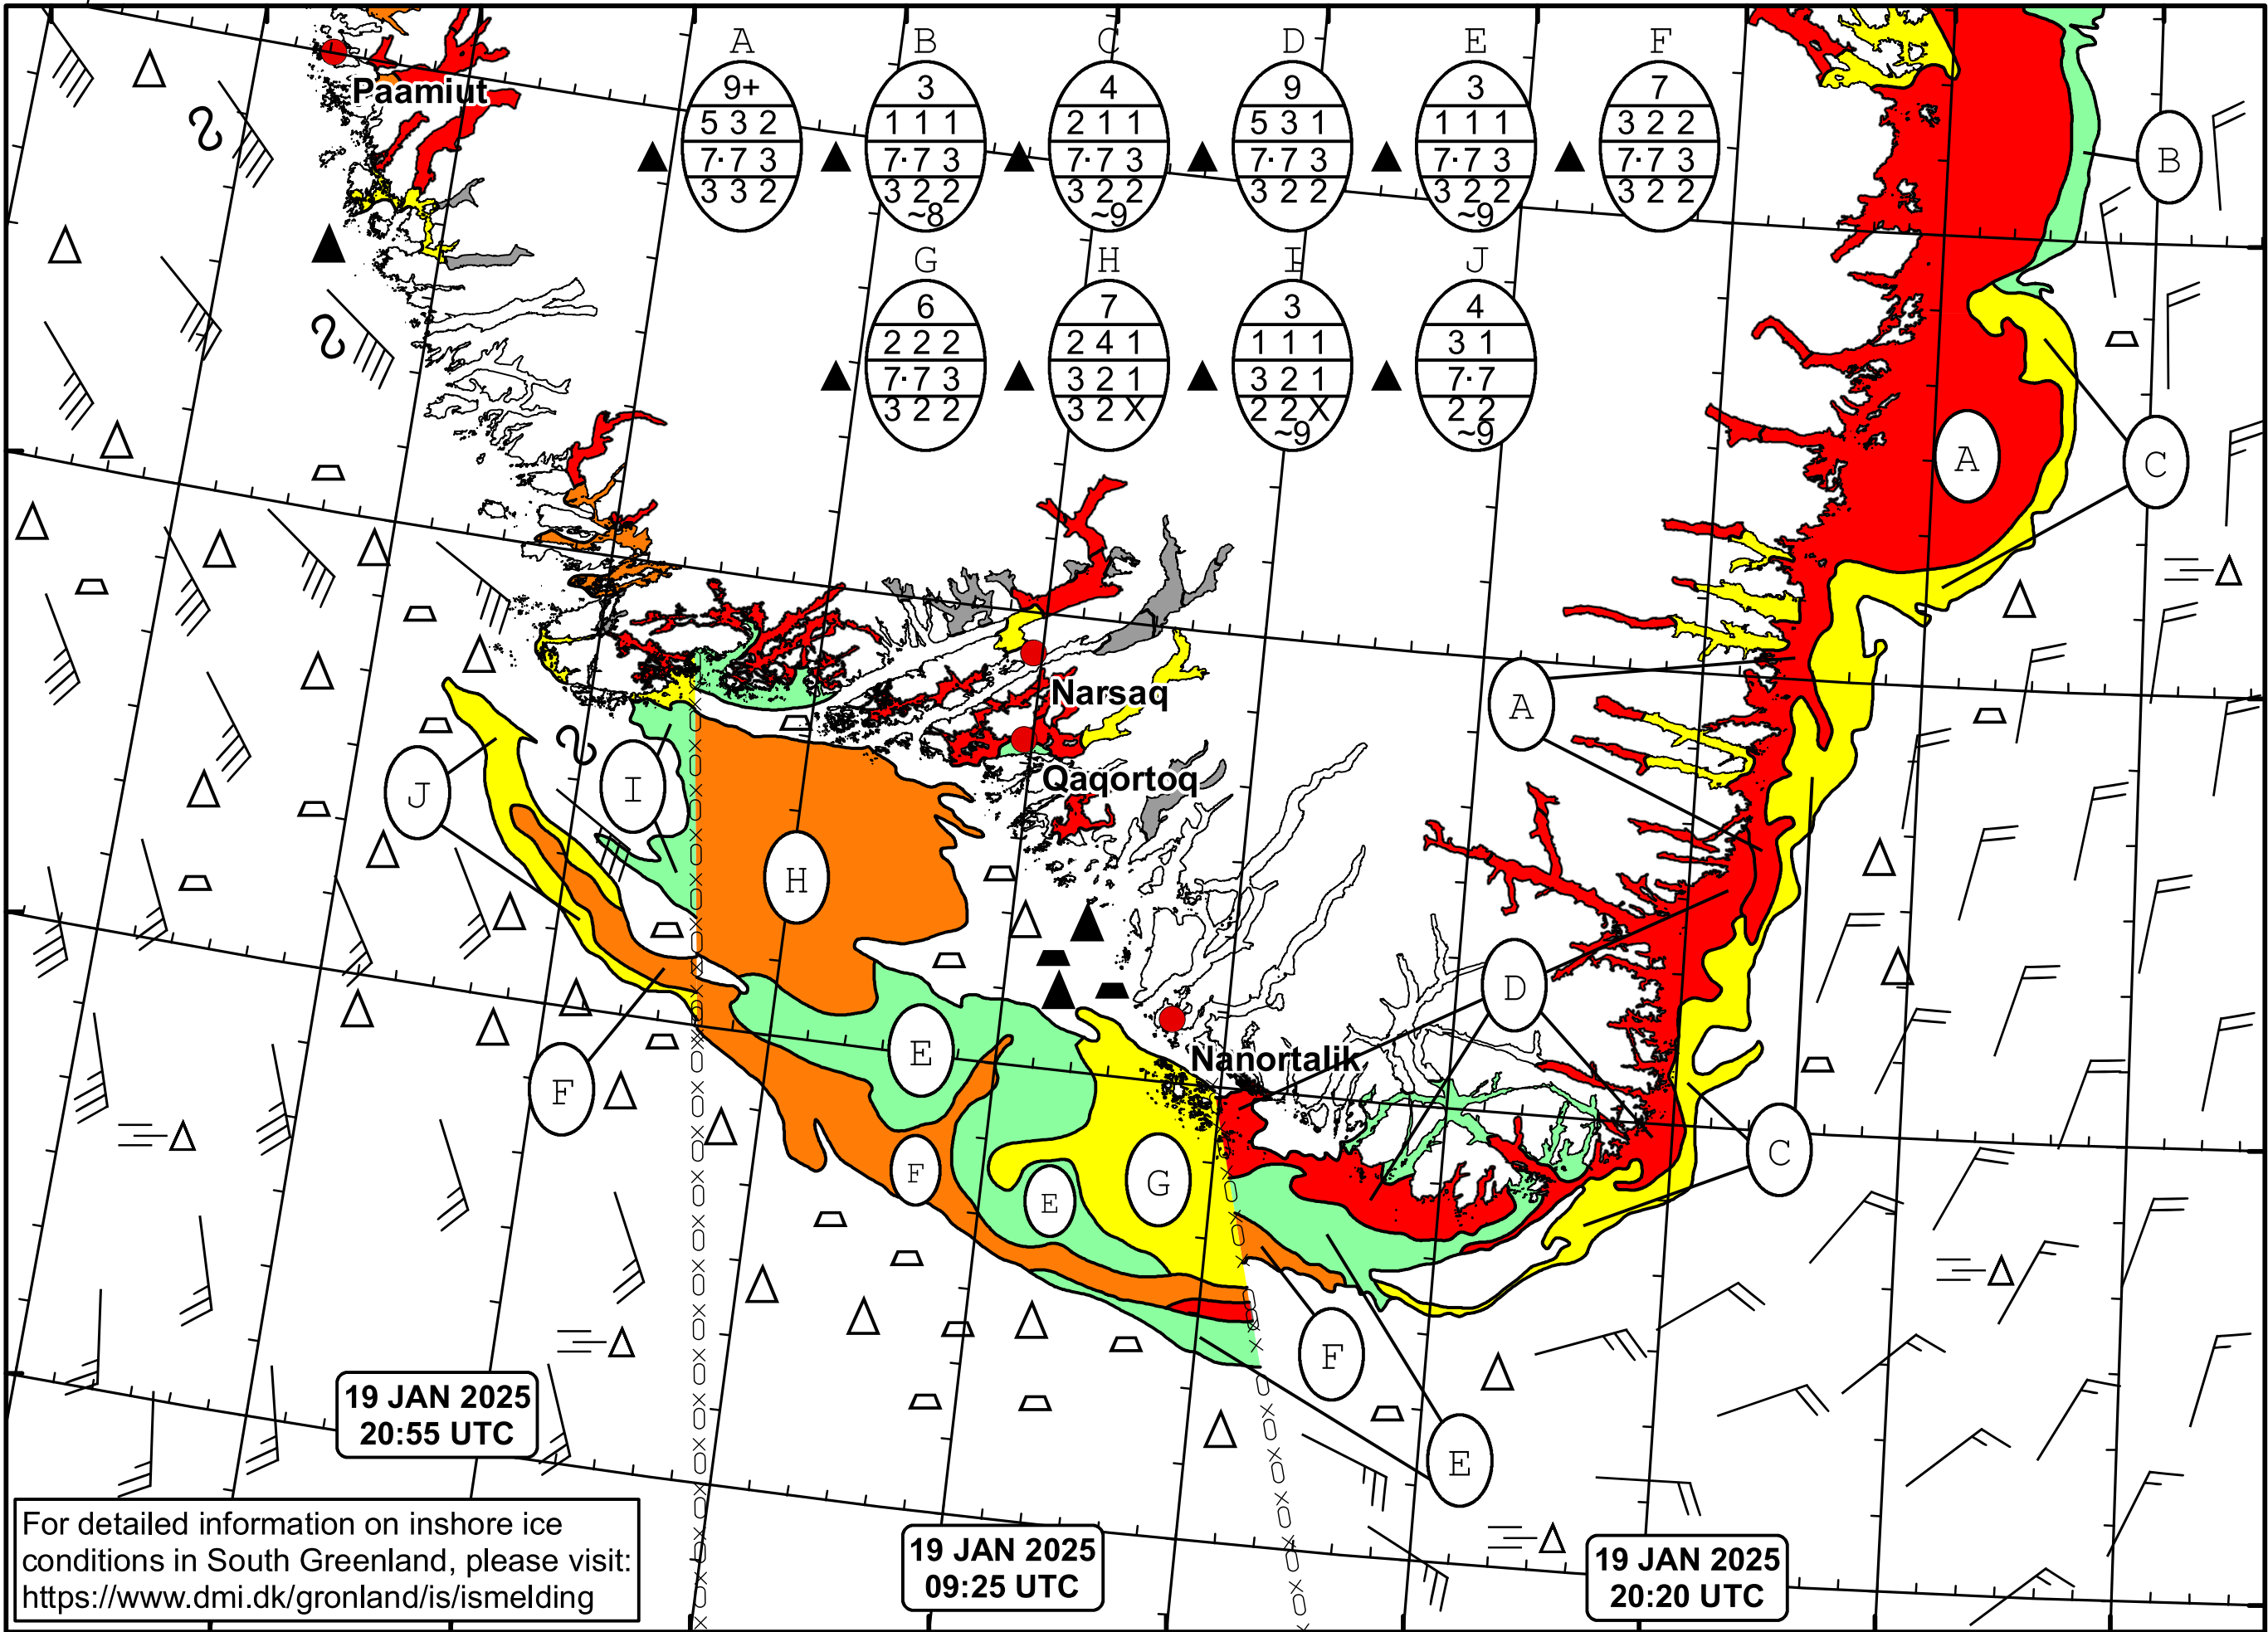 Paamiut
A B C D E F
9+ 3 4 9 3 7
5 3 2 1 1 1 2 1 1 5 3 1 1 1 1 3 2 2
7·7 3 7·7 3 7·7 3 7·7 3 7·7 3 7·7 3
3 3 2 3 2 2 3 2 2 3 2 2 3 2 2 3 2 2
~8 ~9 ~9
G H I J
6 7 3 4
2 2 2 2 4 1 1 1 1 3 1
7·7 3 3 2 1 3 2 1 7·7
3 2 2 3 2 X 2 2 X 2 2
~9 ~9
B
A
C
Narsaq
A
Qaqortoq
J
I
H
D
E
Nanortalik
F
C
F
G
E
F
E
19 JAN 2025
20:55 UTC
19 JAN 2025
09:25 UTC
19 JAN 2025
20:20 UTC
For detailed information on inshore ice
conditions in South Greenland, please visit:
https://www.dmi.dk/gronland/is/ismelding